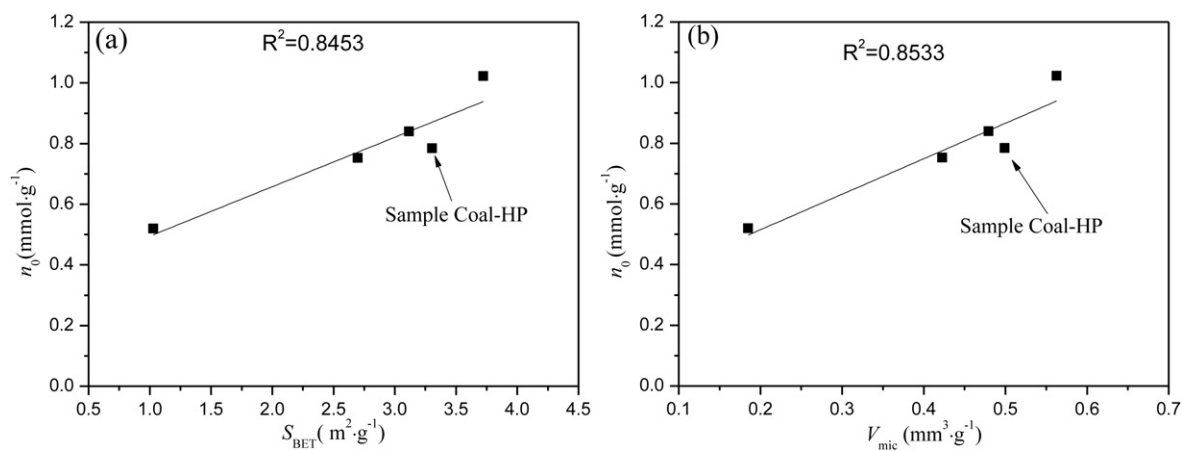 (a)
R²=0.8453
1.2
1.0
0.8
0.6
0.4
0.2
0.0
n₀(mmol·g⁻¹)
Sample Coal-HP
0.5 1.0 1.5 2.0 2.5 3.0 3.5 4.0 4.5
S_BET( m²·g⁻¹)
(b)
R²=0.8533
1.2
1.0
0.8
0.6
0.4
0.2
0.0
n₀(mmol·g⁻¹)
Sample Coal-HP
0.1 0.2 0.3 0.4 0.5 0.6 0.7
V_mic (mm³·g⁻¹)